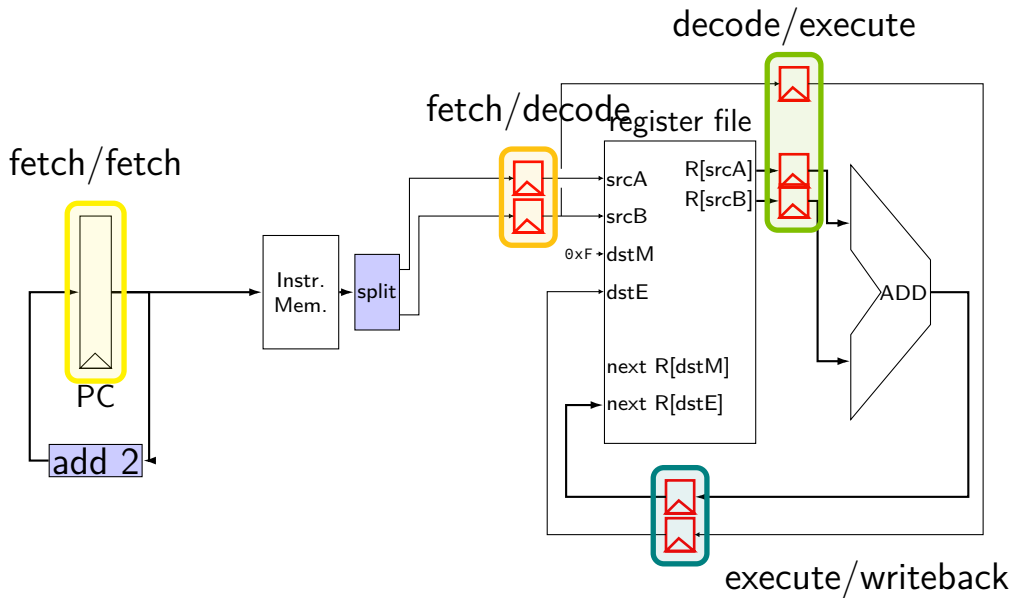 decode/execute
fetch/decode
register file
fetch/fetch
R[srcA]
srcA
R[srcB]
srcB
0xF
dstM
Instr.
Mem.
split
dstE
ADD
next R[dstM]
PC
next R[dstE]
add 2
execute/writeback